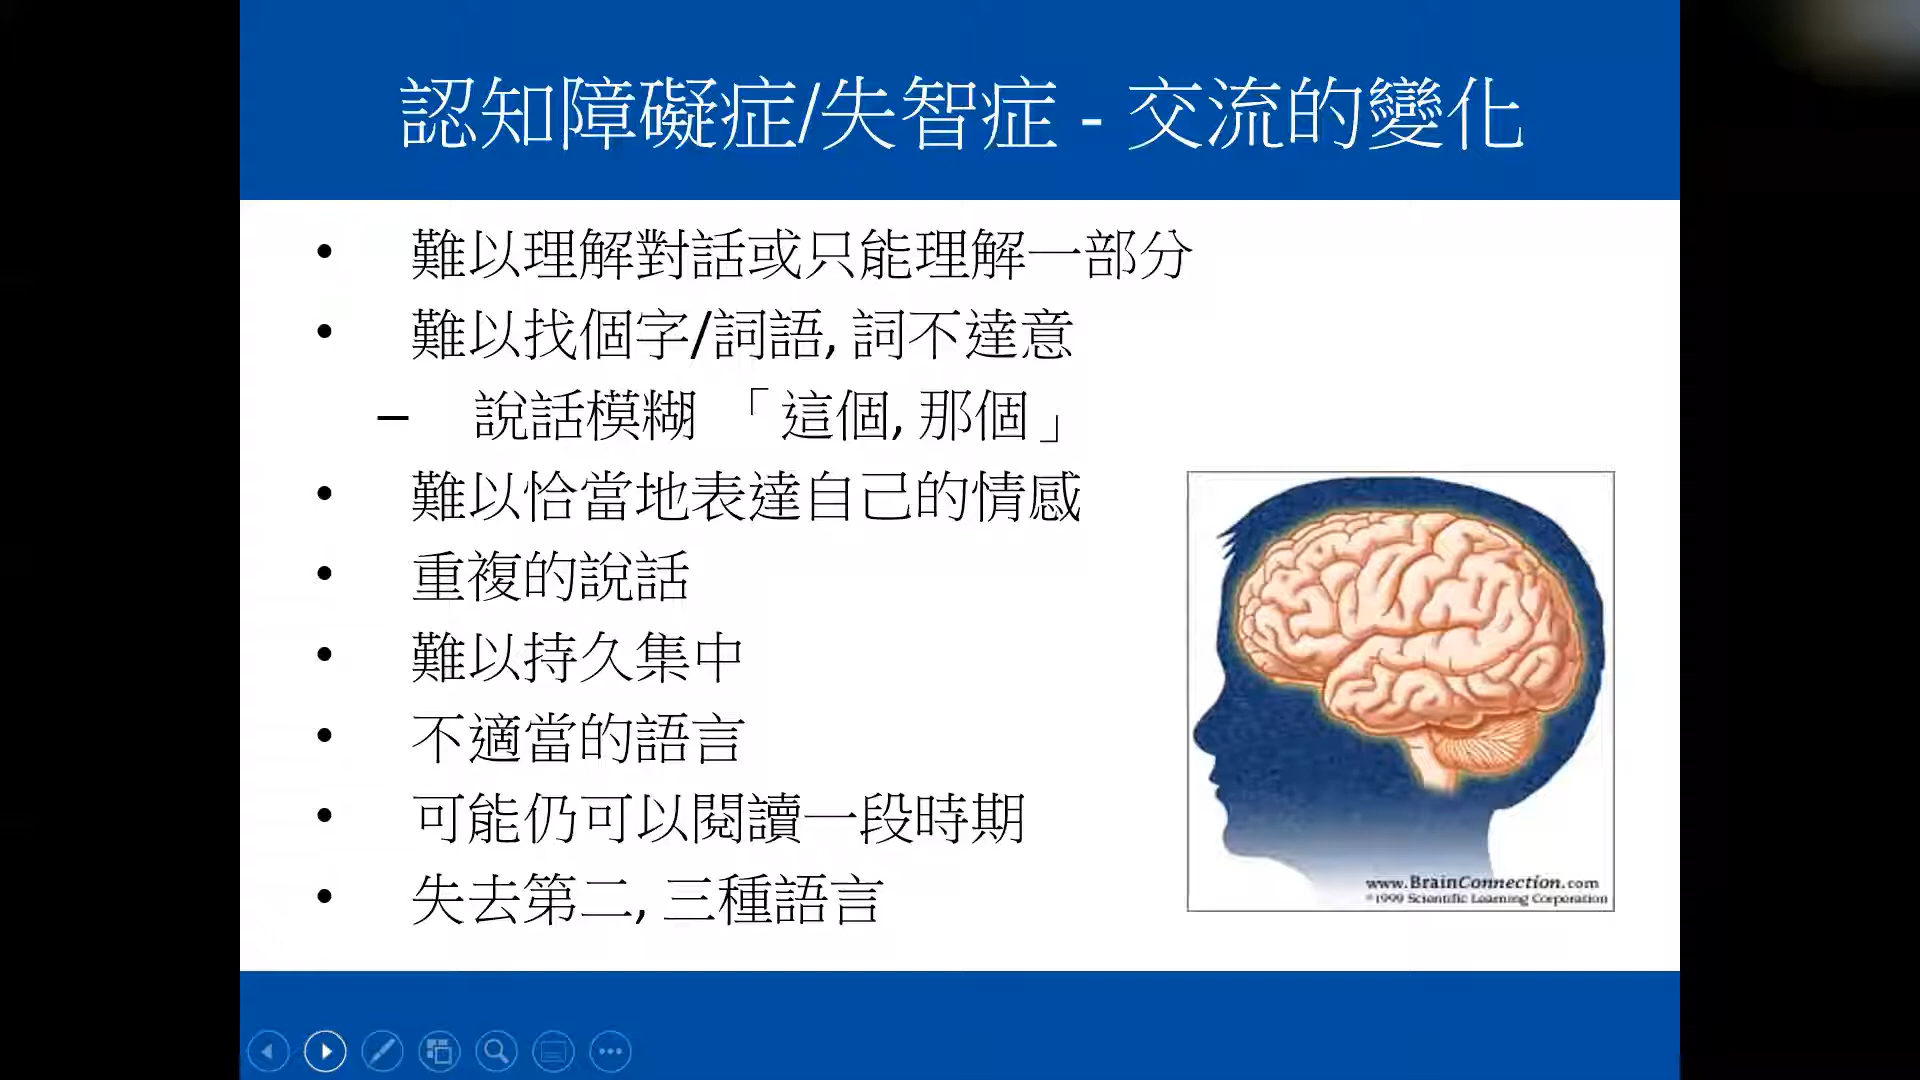 認知障礙症/失智症 - 交流的變化
• 難以理解對話或只能理解一部分
• 難以找個字/詞語, 詞不達意
– 說話模糊 「這個, 那個」
• 難以恰當地表達自己的情感
• 重複的說話
• 難以持久集中
• 不適當的語言
• 可能仍可以閱讀一段時期
• 失去第二, 三種語言
www.BrainConnection.com
©1999 Scientific Learning Corporation